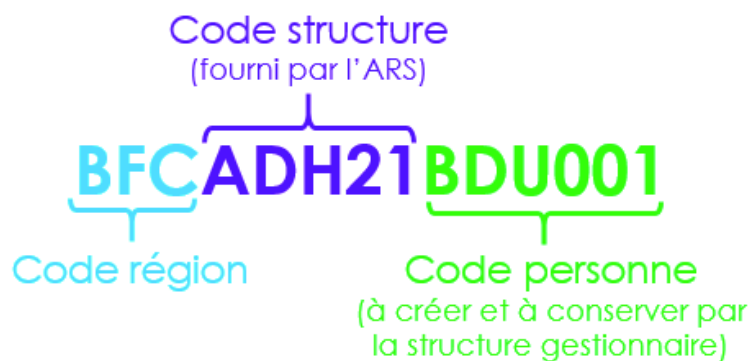 Code structure
(fourni par l'ARS)
BFCADH21BDU001
Code région
Code personne
(à créer et à conserver par
la structure gestionnaire)